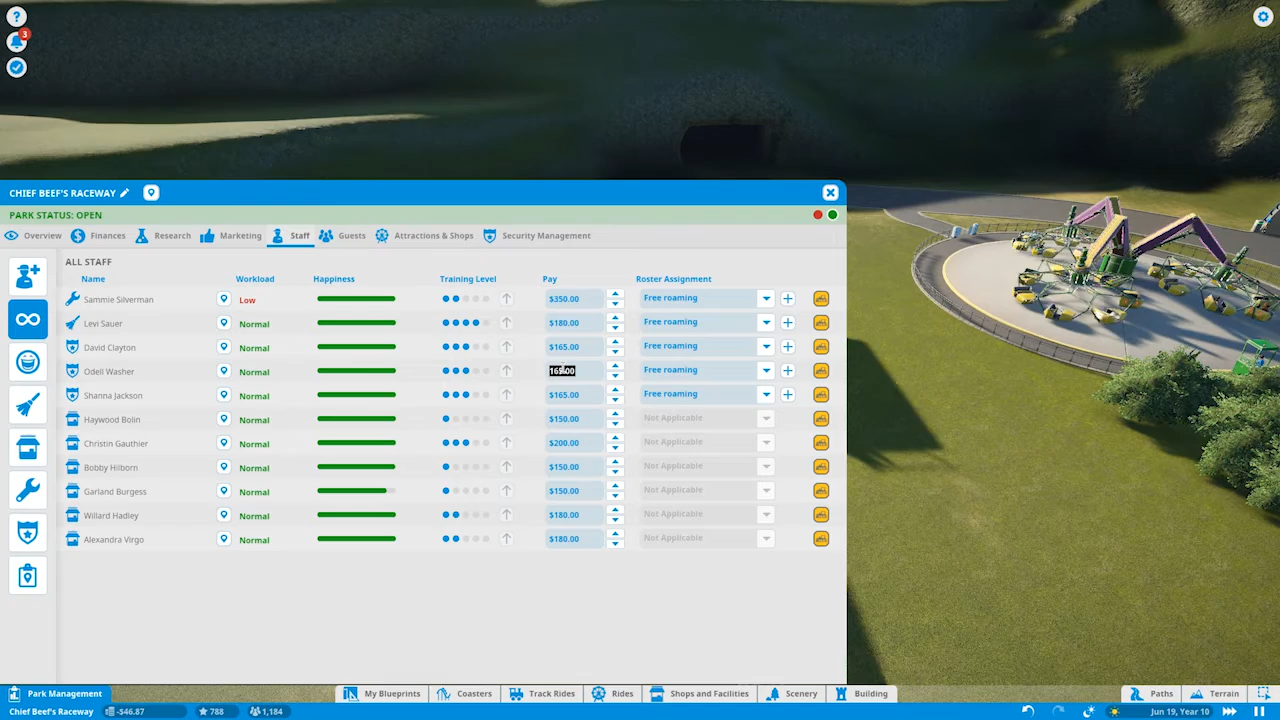 ?
3
CHIEF BEEF'S RACEWAY
PARK STATUS: OPEN
Overview Finances Research Marketing Staff Guests Attractions & Shops Security Management
ALL STAFF
Name Workload Happiness Training Level Pay Roster Assignment
Sammie Silverman Low $350.00 Free roaming
Levi Sauer Normal $180.00 Free roaming
David Clayton Normal $165.00 Free roaming
Odell Washer Normal 165.00 Free roaming
Shanna Jackson Normal $165.00 Free roaming
Haywood Bolin Normal $150.00 Not Applicable
Christin Gauthier Normal $200.00 Not Applicable
Bobby Hilborn Normal $150.00 Not Applicable
Garland Burgess Normal $150.00 Not Applicable
Willard Hadley Normal $180.00 Not Applicable
Alexandra Virgo Normal $180.00 Not Applicable
Park Management My Blueprints Coasters Track Rides Rides Shops and Facilities Scenery Building Paths Terrain
Chief Beef's Raceway -$46.87 788 1,184 Jun 19, Year 10